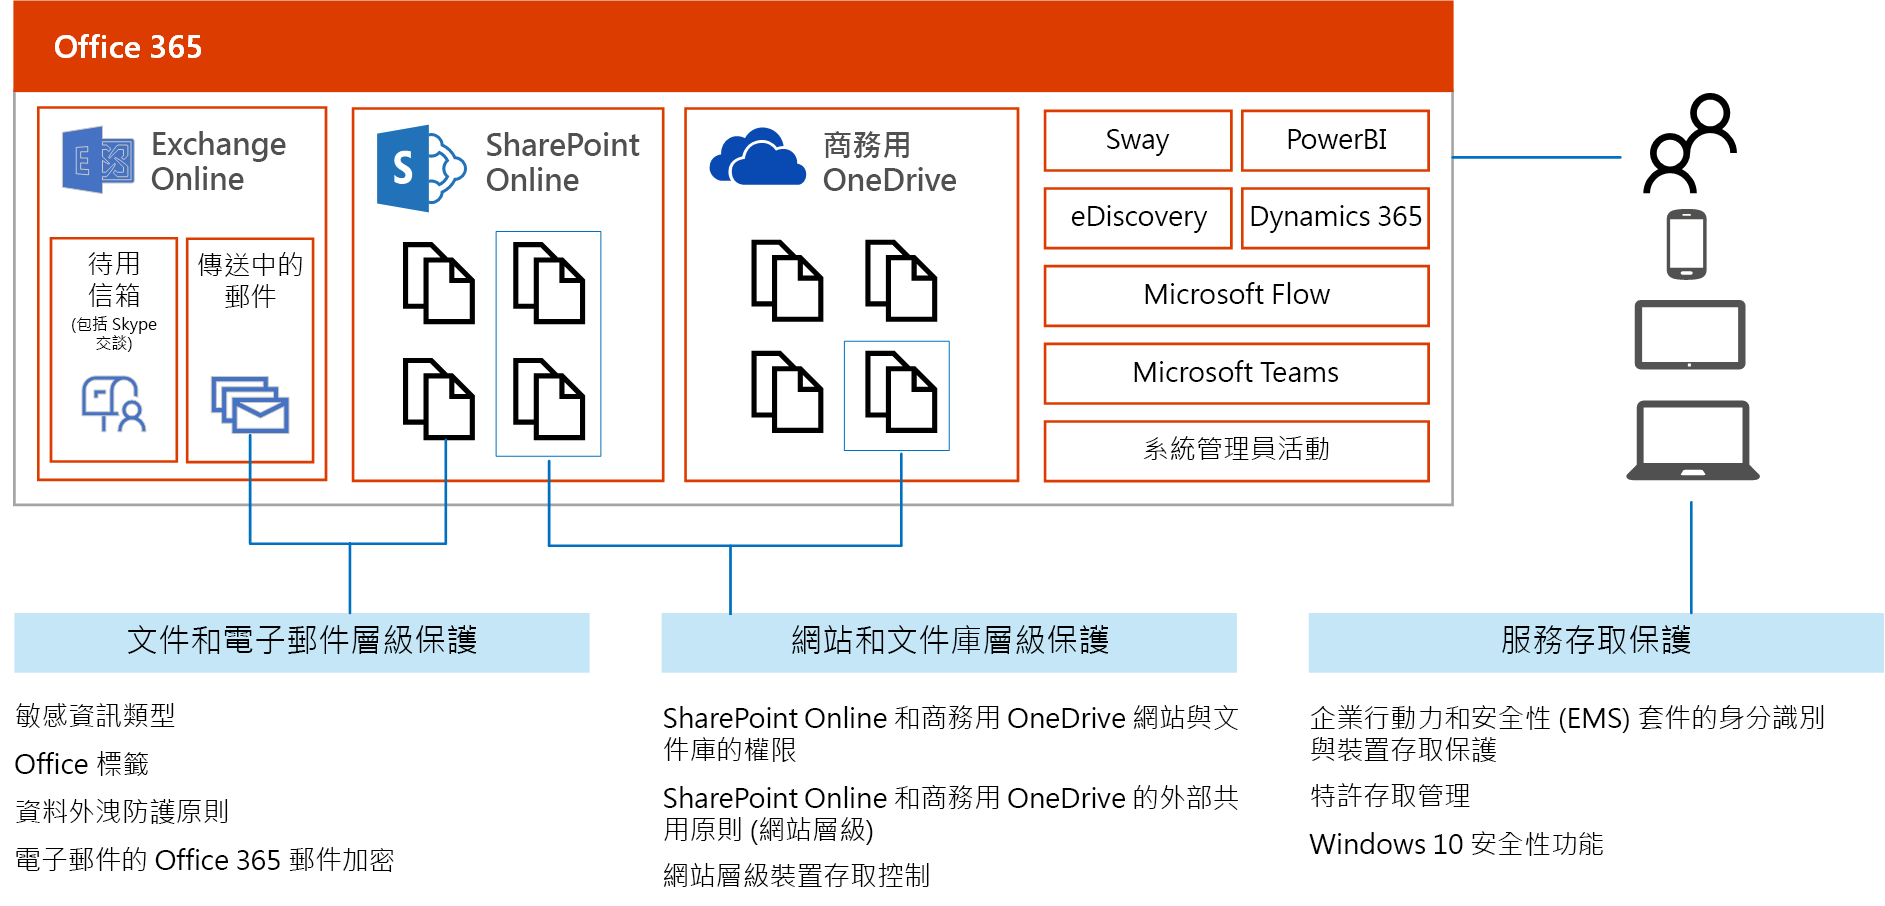 Office 365
Exchange
Online
待用
信箱
(包括 Skype
交談)
傳送中的
郵件
SharePoint
Online
商務用
OneDrive
Sway
PowerBI
eDiscovery
Dynamics 365
Microsoft Flow
Microsoft Teams
系統管理員活動
文件和電子郵件層級保護
敏感資訊類型
Office 標籤
資料外洩防護原則
電子郵件的 Office 365 郵件加密
網站和文件庫層級保護
SharePoint Online 和商務用 OneDrive 網站與文
件庫的權限
SharePoint Online 和商務用 OneDrive 的外部共
用原則 (網站層級)
網站層級裝置存取控制
服務存取保護
企業行動力和安全性 (EMS) 套件的身分識別
與裝置存取保護
特許存取管理
Windows 10 安全性功能